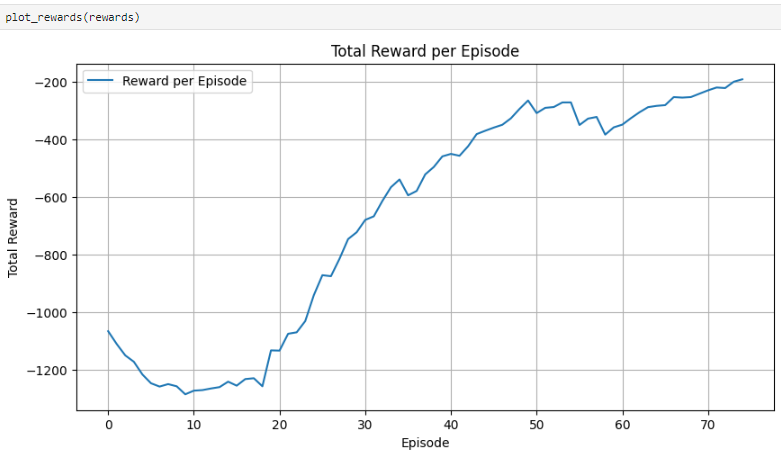 plot_rewards(rewards)
Total Reward per Episode
Reward per Episode
−200
−400
−600
−800
−1000
−1200
Total Reward
0 10 20 30 40 50 60 70
Episode